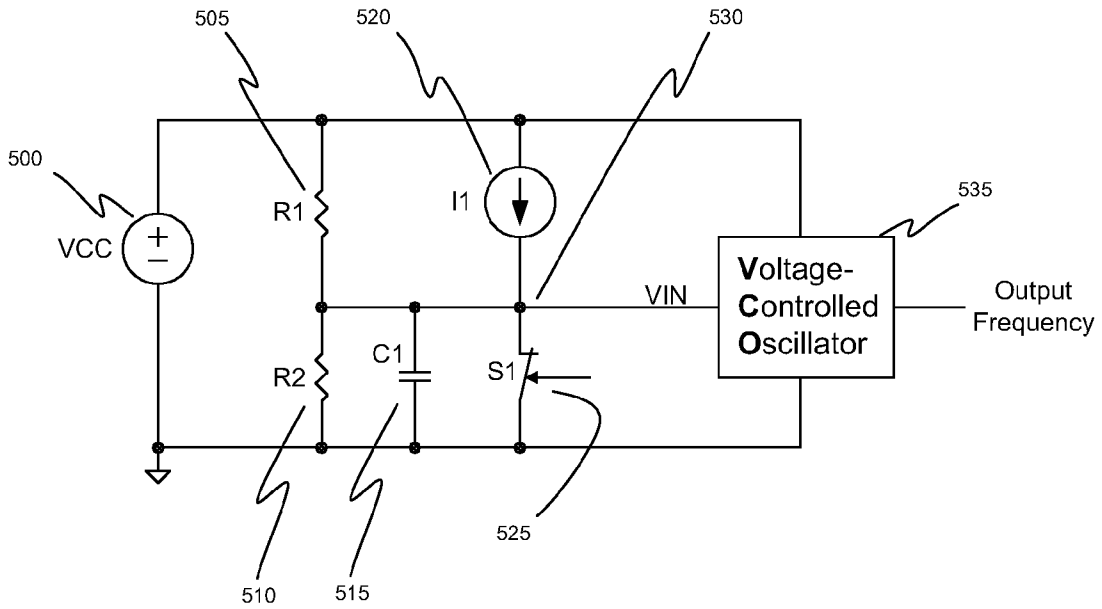 505
520
530
500
535
VCC
+
−
R1
I1
VIN
Voltage-
Controlled
Oscillator
Output
Frequency
R2
C1
S1
525
510
515